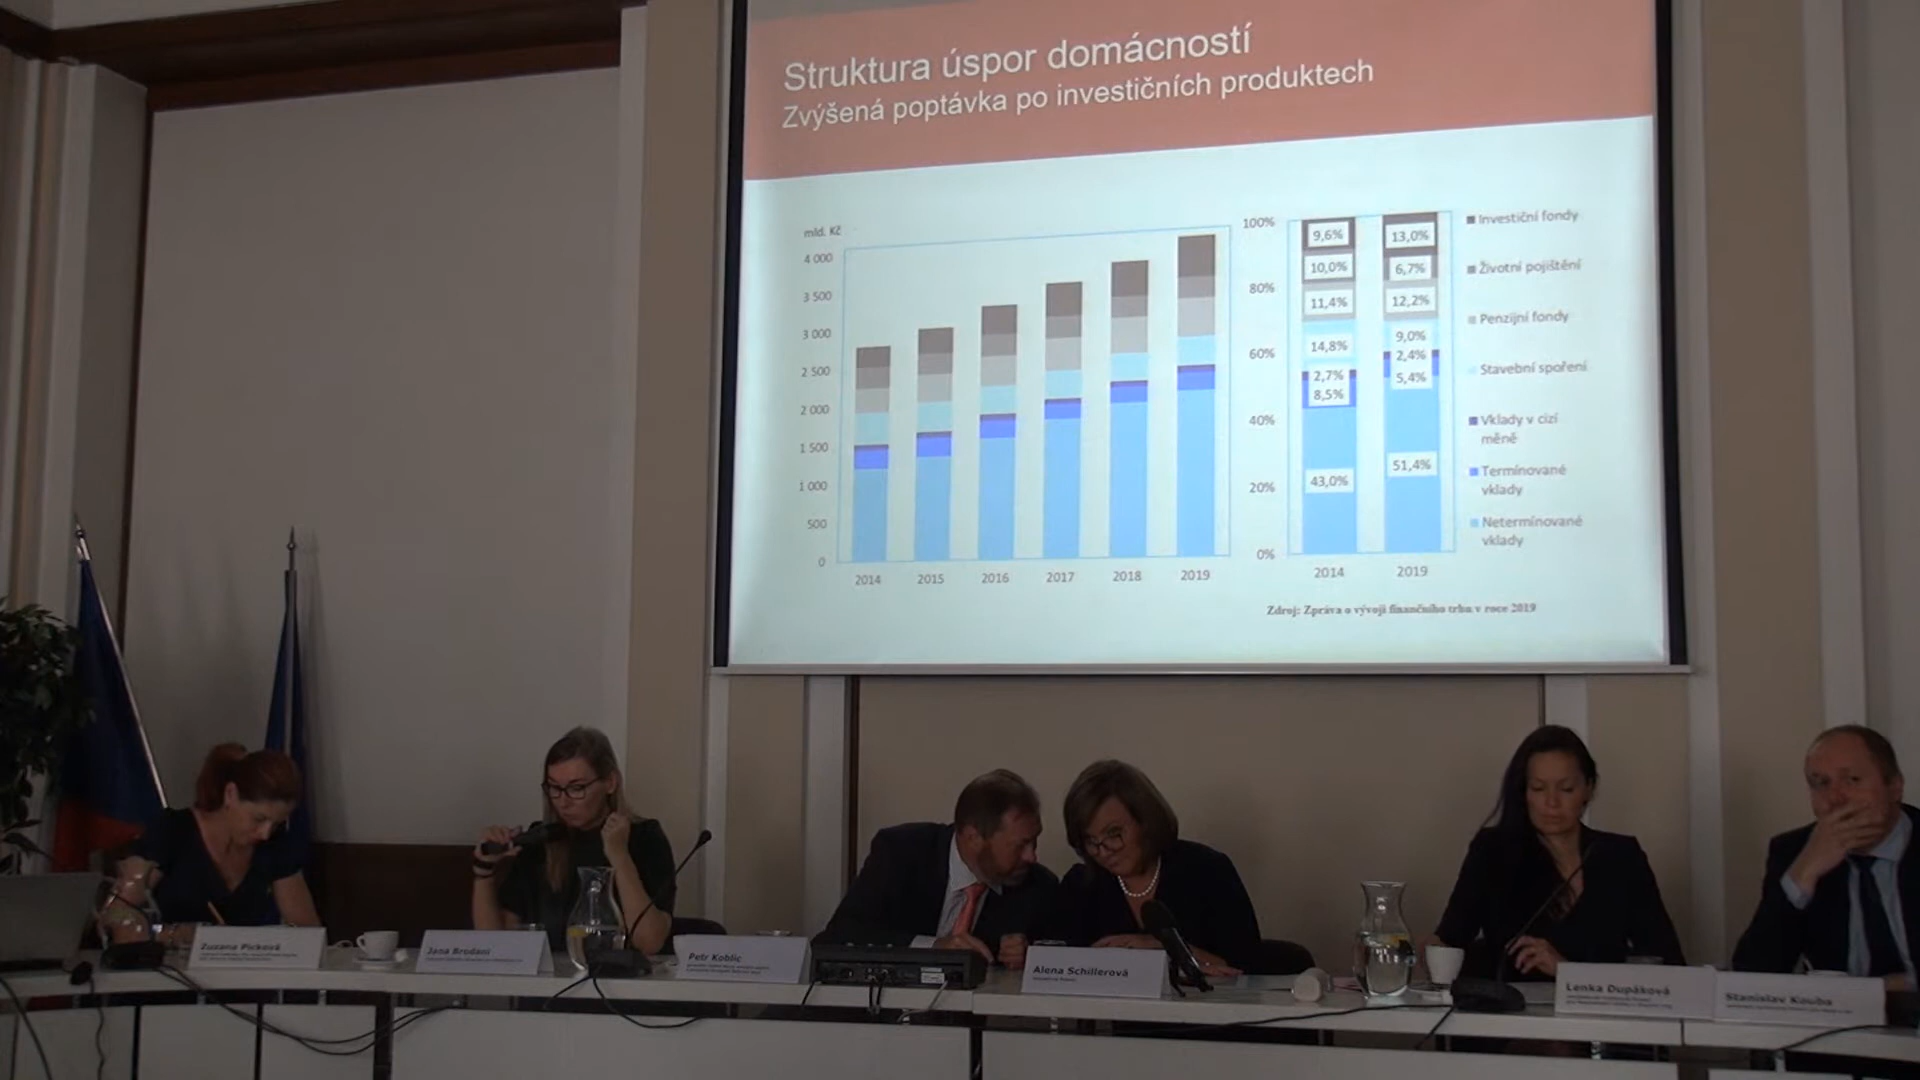 Struktura úspor domácností
Zvýšená poptávka po investičních produktech
mld. Kč
4 000
3 500
3 000
2 500
2 000
1 500
1 000
500
0
2014 2015 2016 2017 2018 2019
100%
80%
60%
40%
20%
0%
9,6% 13,0%
10,0% 6,7%
11,4% 12,2%
14,8% 9,0%
2,7% 2,4%
8,5% 5,4%
43,0% 51,4%
2014 2019
Investiční fondy
Životní pojištění
Penzijní fondy
Stavební spoření
Vklady v cizí
měně
Termínované
vklady
Netermínované
vklady
Zdroj: Zpráva o vývoji finančního trhu v roce 2019
Zuzana
Jana Brodani
Petr Koblic
Alena Schillerová
Lenka Dupáková
Stanislav Kouba